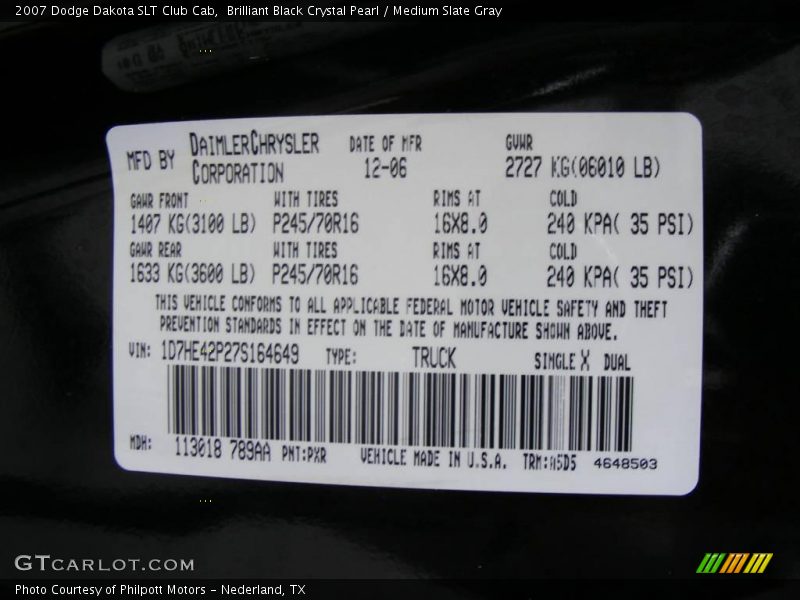 2007 Dodge Dakota SLT Club Cab,  Brilliant Black Crystal Pearl / Medium Slate Gray
MFD BY DAIMLERCHRYSLER CORPORATION DATE OF MFR 12-06 GVWR 2727 KG(06010 LB)
GAWR FRONT WITH TIRES RIMS AT COLD
1407 KG(3100 LB) P245/70R16 16X8.0 240 KPA( 35 PSI)
GAWR REAR WITH TIRES RIMS AT COLD
1633 KG(3600 LB) P245/70R16 16X8.0 240 KPA( 35 PSI)
THIS VEHICLE CONFORMS TO ALL APPLICABLE FEDERAL MOTOR VEHICLE SAFETY AND THEFT
PREVENTION STANDARDS IN EFFECT ON THE DATE OF MANUFACTURE SHOWN ABOVE.
VIN: 1D7HE42P27S164649 TYPE: TRUCK SINGLE X DUAL
MDH: 113018 789AA PNT:PXR VEHICLE MADE IN U.S.A. TRM:A5D5 4648503
GTCARLOT.COM
Photo Courtesy of Philpott Motors - Nederland, TX